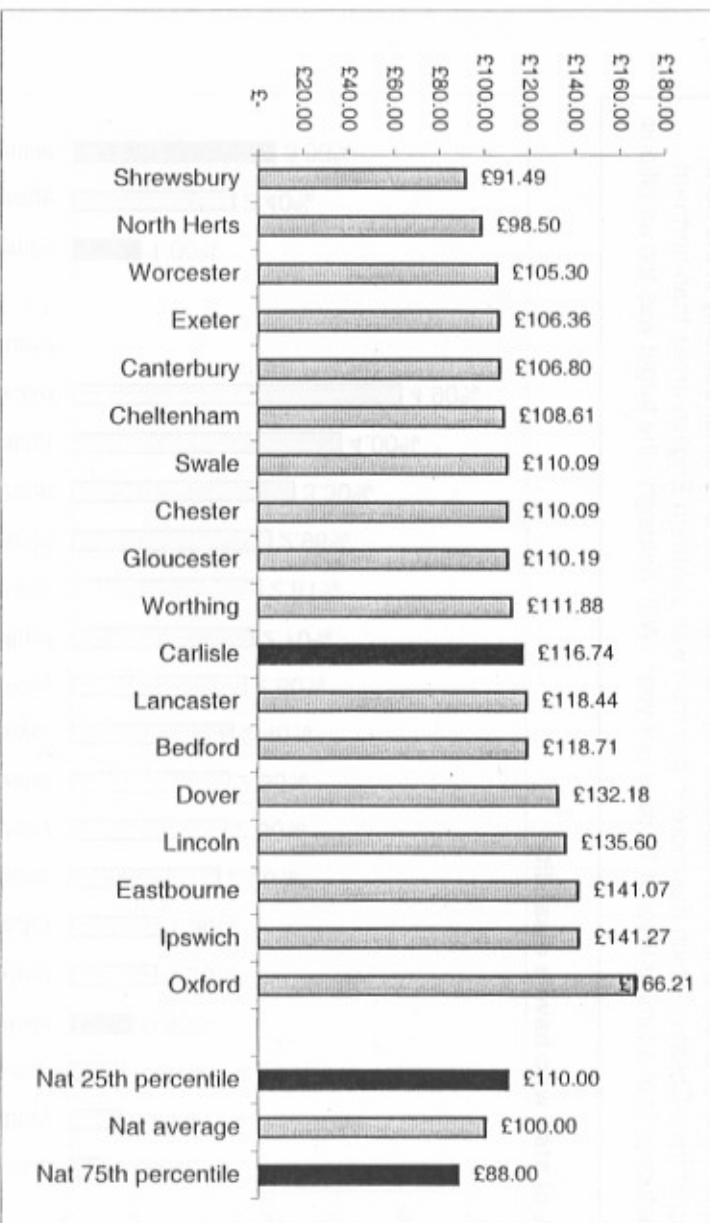 £180.00
£160.00
£140.00
£120.00
£100.00
£80.00
£60.00
£40.00
£20.00
£-
Shrewsbury £91.49
North Herts £98.50
Worcester £105.30
Exeter £106.36
Canterbury £106.80
Cheltenham £108.61
Swale £110.09
Chester £110.09
Gloucester £110.19
Worthing £111.88
Carlisle £116.74
Lancaster £118.44
Bedford £118.71
Dover £132.18
Lincoln £135.60
Eastbourne £141.07
Ipswich £141.27
Oxford £166.21
Nat 25th percentile £110.00
Nat average £100.00
Nat 75th percentile £88.00